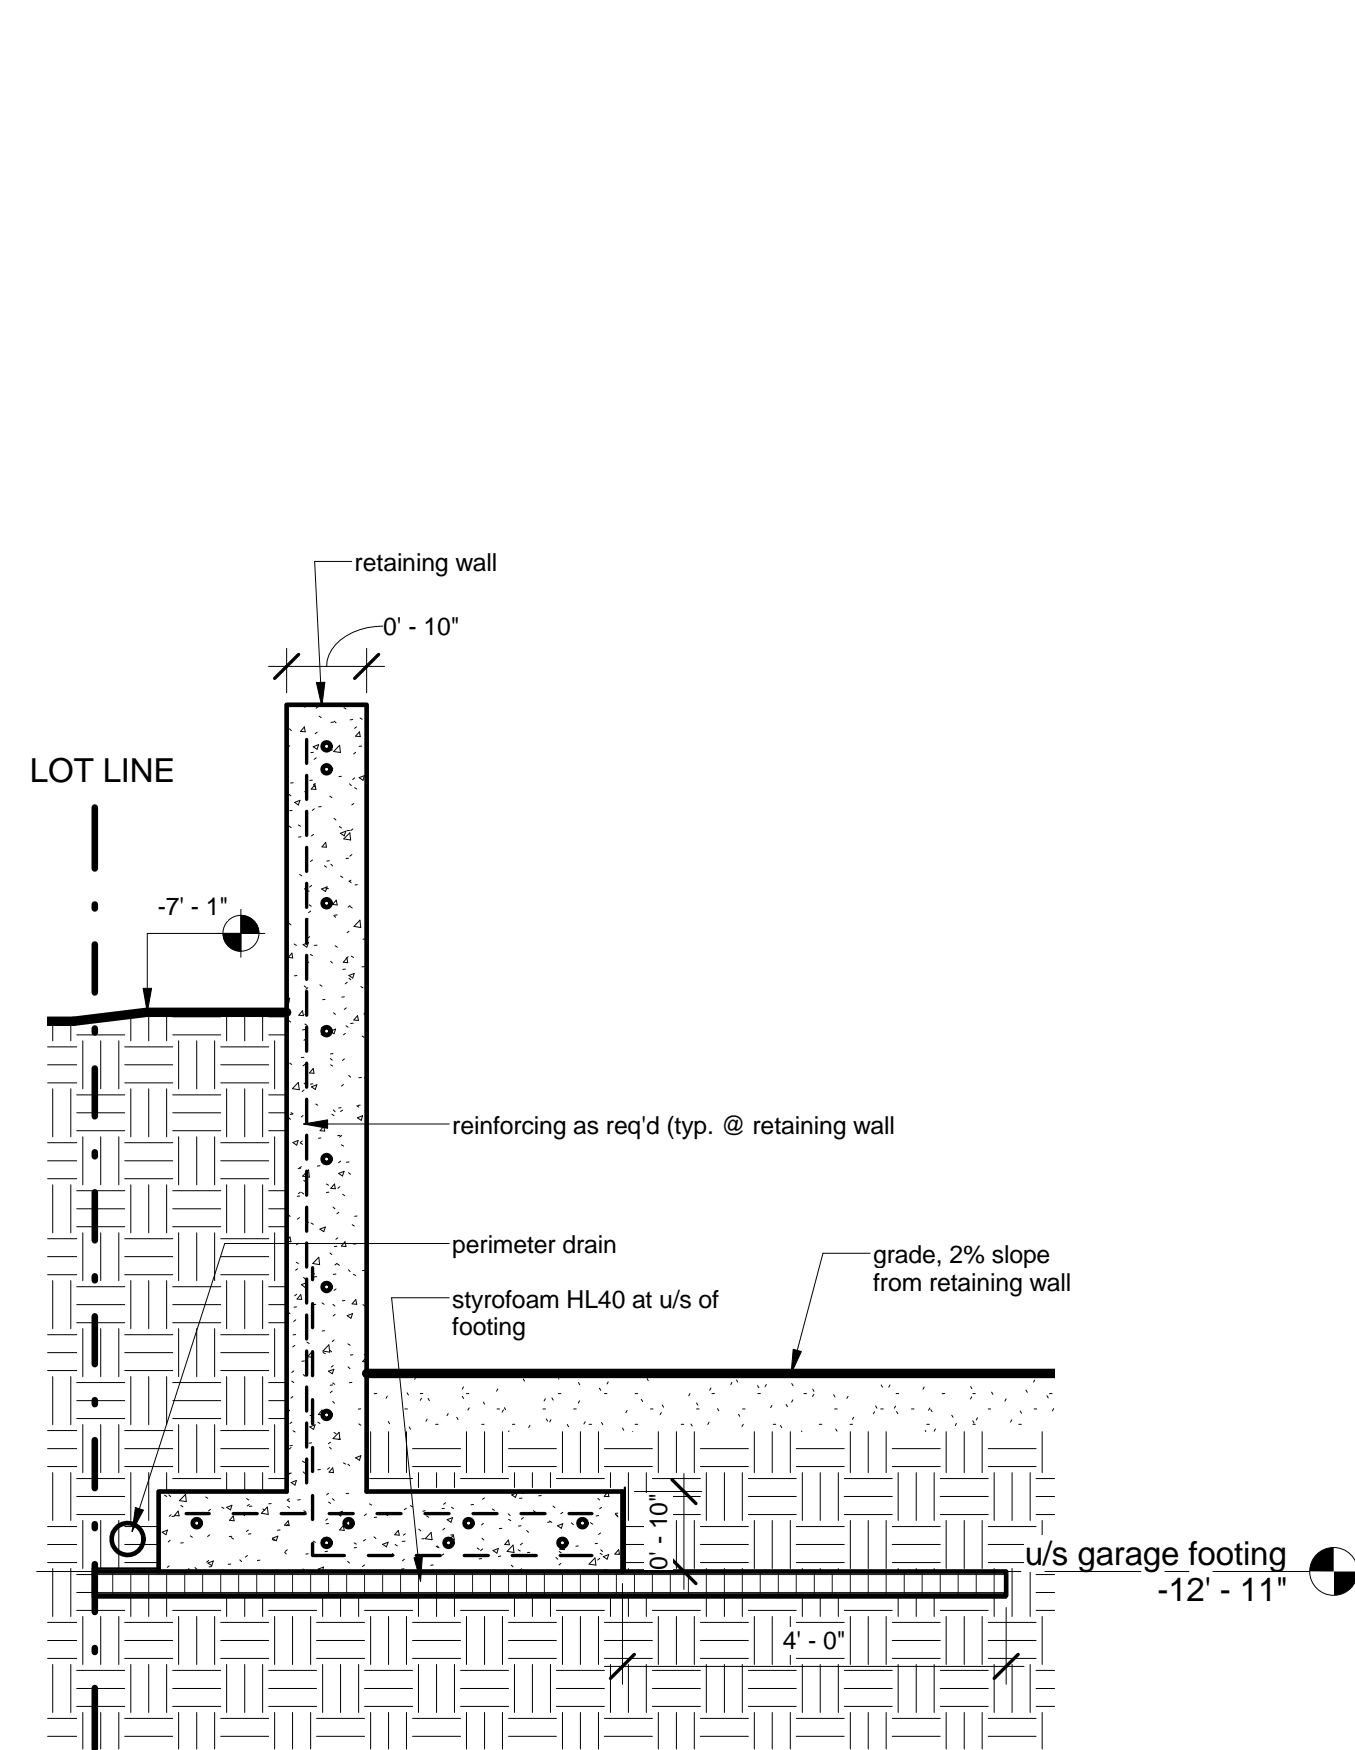 retaining wall
0' - 10"
LOT LINE
-7' - 1"
reinforcing as req'd (typ. @ retaining wall
perimeter drain
grade, 2% slope
from retaining wall
styrofoam HL40 at u/s of
footing
0' - 10"
u/s garage footing
-12' - 11"
4' - 0"